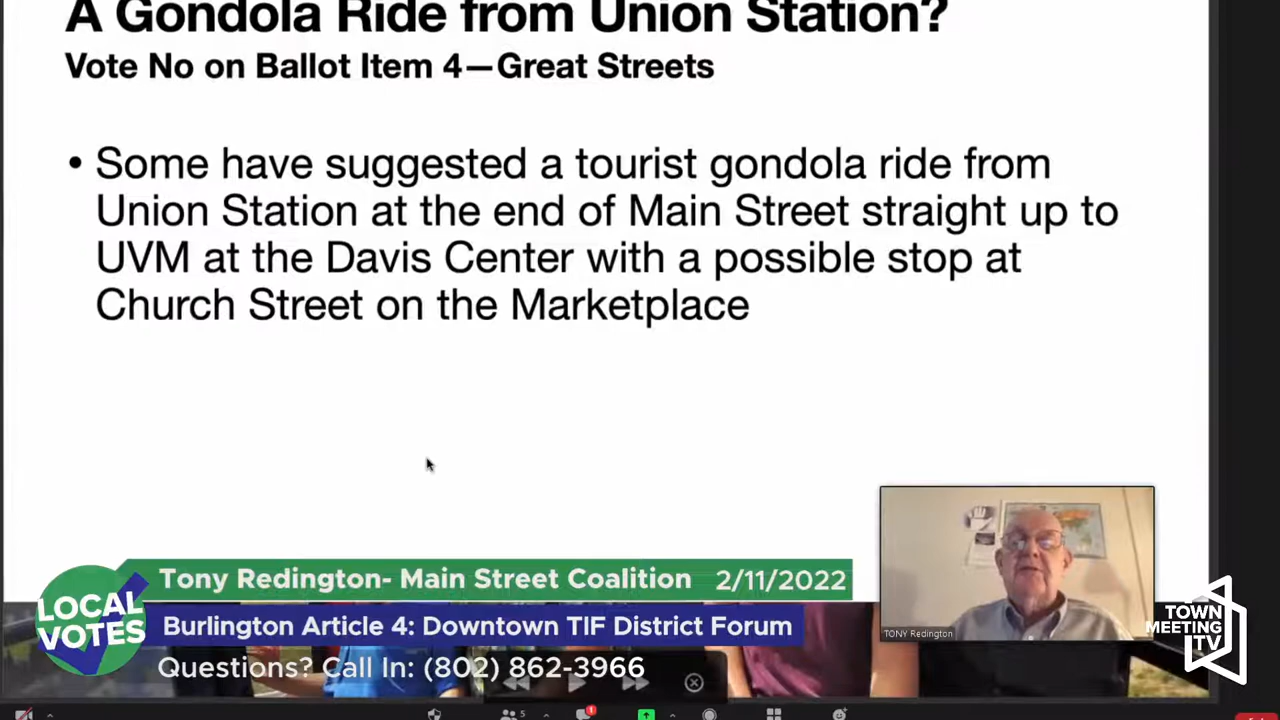 A Gondola Ride from Union Station?
Vote No on Ballot Item 4—Great Streets
• Some have suggested a tourist gondola ride from
Union Station at the end of Main Street straight up to
UVM at the Davis Center with a possible stop at
Church Street on the Marketplace
TONY Redington
LOCAL
VOTES
Tony Redington- Main Street Coalition 2/11/2022
Burlington Article 4: Downtown TIF District Forum
Questions? Call In: (802) 862-3966
TOWN
MEETING
TV
5
1